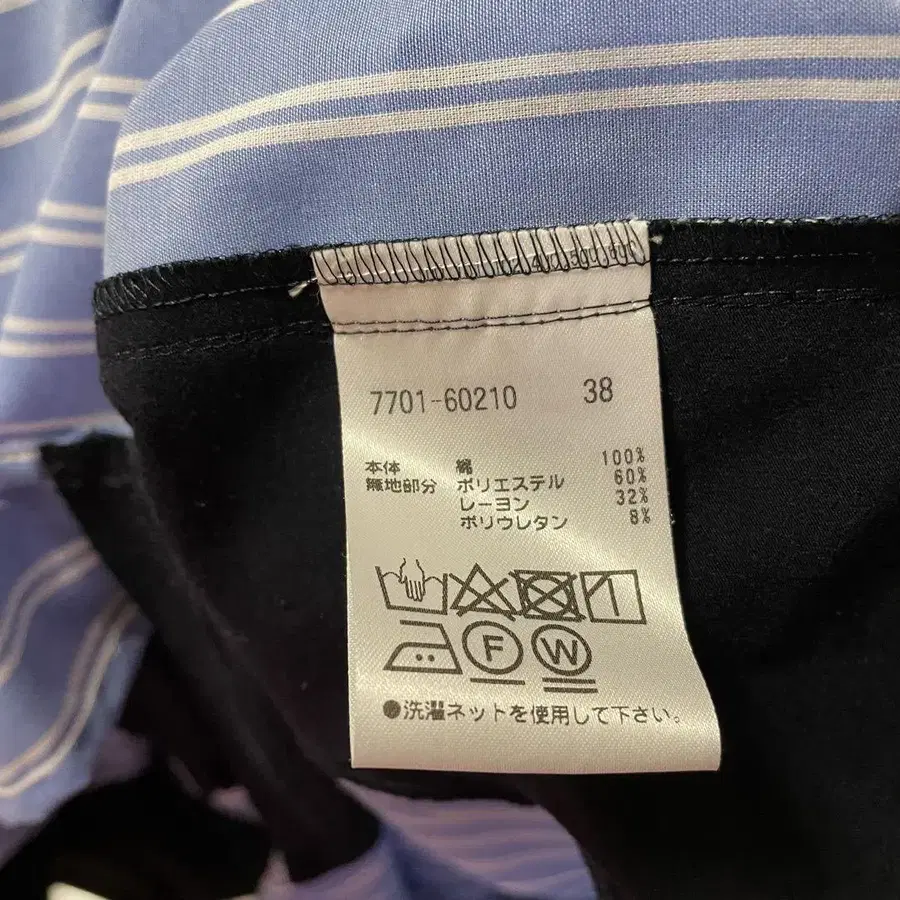 7701-60210 38
本体 綿 100%
無地部分 ポリエステル 60%
レーヨン 32%
ポリウレタン 8%
F W
●洗濯ネットを使用して下さい。